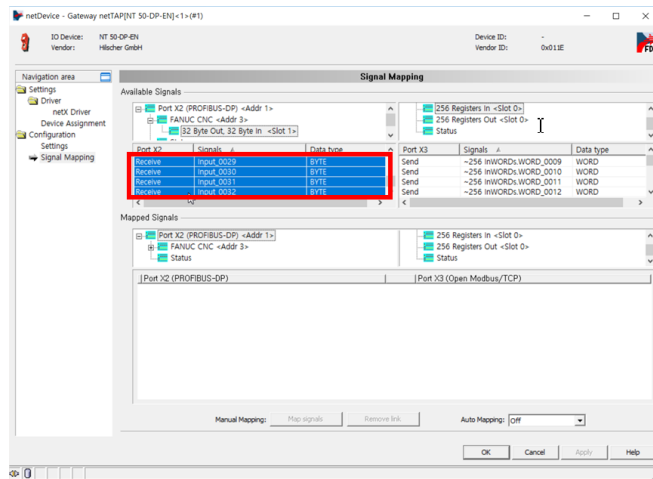 netDevice - Gateway netTAP[NT 50-DP-EN]<1>(#1)
IO Device: NT 50-DP-EN
Vendor: Hilscher GmbH
Device ID: -
Vendor ID: 0x011E
FD
Navigation area
Settings
Driver
netX Driver
Device Assignment
Configuration
Settings
Signal Mapping
Signal Mapping
Available Signals
Port X2 (PROFIBUS-DP) <Addr 1>
FANUC CNC <Addr 3>
32 Byte Out, 32 Byte In <Slot 1>
256 Registers In <Slot 0>
256 Registers Out <Slot 0>
Status
Port X2 Signals Data type
Receive Input_0029 BYTE
Receive Input_0030 BYTE
Receive Input_0031 BYTE
Receive Input_0032 BYTE
Port X3 Signals Data type
Send ~256 InWORDs.WORD_0009 WORD
Send ~256 InWORDs.WORD_0010 WORD
Send ~256 InWORDs.WORD_0011 WORD
Send ~256 InWORDs.WORD_0012 WORD
Mapped Signals
Port X2 (PROFIBUS-DP) <Addr 1>
FANUC CNC <Addr 3>
Status
256 Registers In <Slot 0>
256 Registers Out <Slot 0>
Status
Port X2 (PROFIBUS-DP) Port X3 (Open Modbus/TCP)
Manual Mapping: Map signals Remove link Auto Mapping: Off
OK Cancel Apply Help